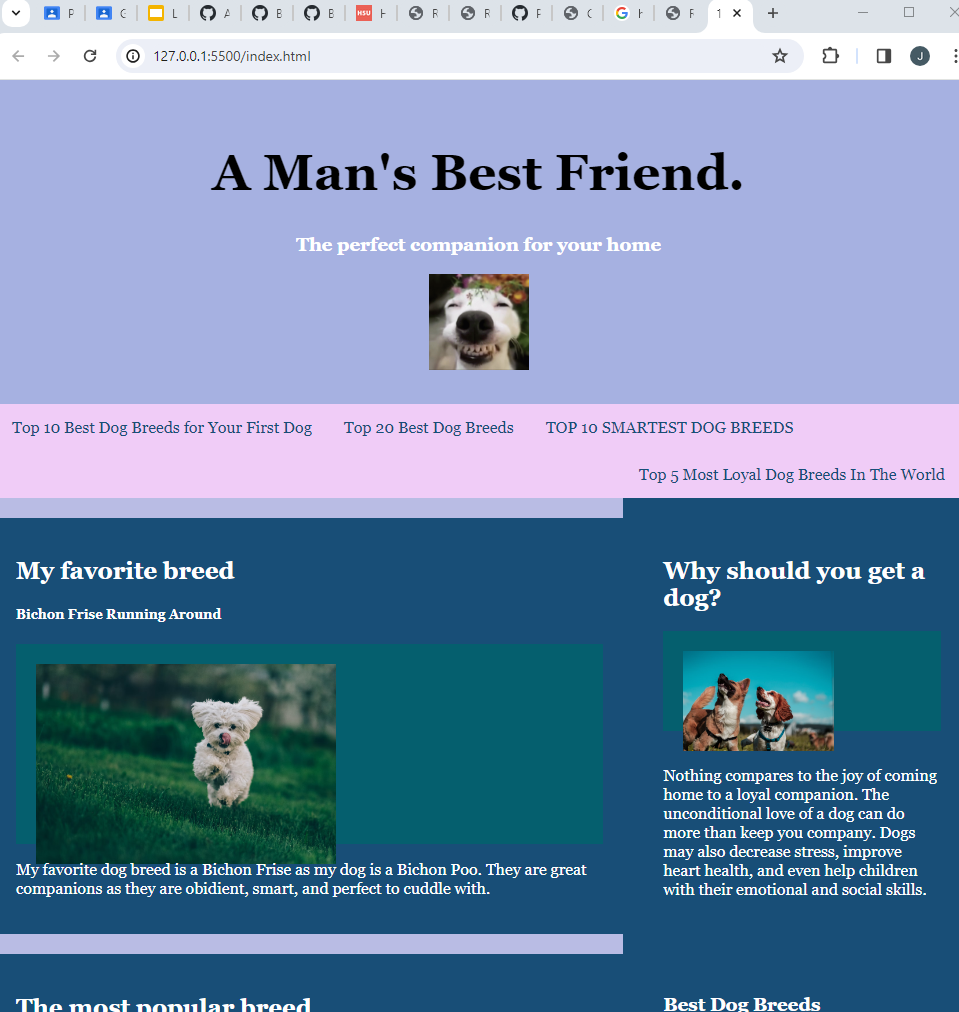 P
G
L
A
B
B
HSU
H
R
R
F
C
H
F
1
127.0.0.1:5500/index.html
J
A Man's Best Friend.
The perfect companion for your home
Top 10 Best Dog Breeds for Your First Dog
Top 20 Best Dog Breeds
TOP 10 SMARTEST DOG BREEDS
Top 5 Most Loyal Dog Breeds In The World
My favorite breed
Bichon Frise Running Around
My favorite dog breed is a Bichon Frise as my dog is a Bichon Poo. They are great
companions as they are obidient, smart, and perfect to cuddle with.
Why should you get a
dog?
Nothing compares to the joy of coming
home to a loyal companion. The
unconditional love of a dog can do
more than keep you company. Dogs
may also decrease stress, improve
heart health, and even help children
with their emotional and social skills.
The most popular breed
Best Dog Breeds